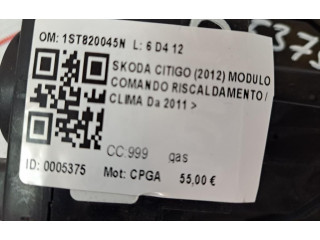 OM: 1ST820045N L: 6 D4 12
SKODA CITIGO (2012) MODULO
COMANDO RISCALDAMENTO/
CLIMA Da 2011 >
CC:999 gas
ID: 0005375 Mot: CPGA 55,00 €